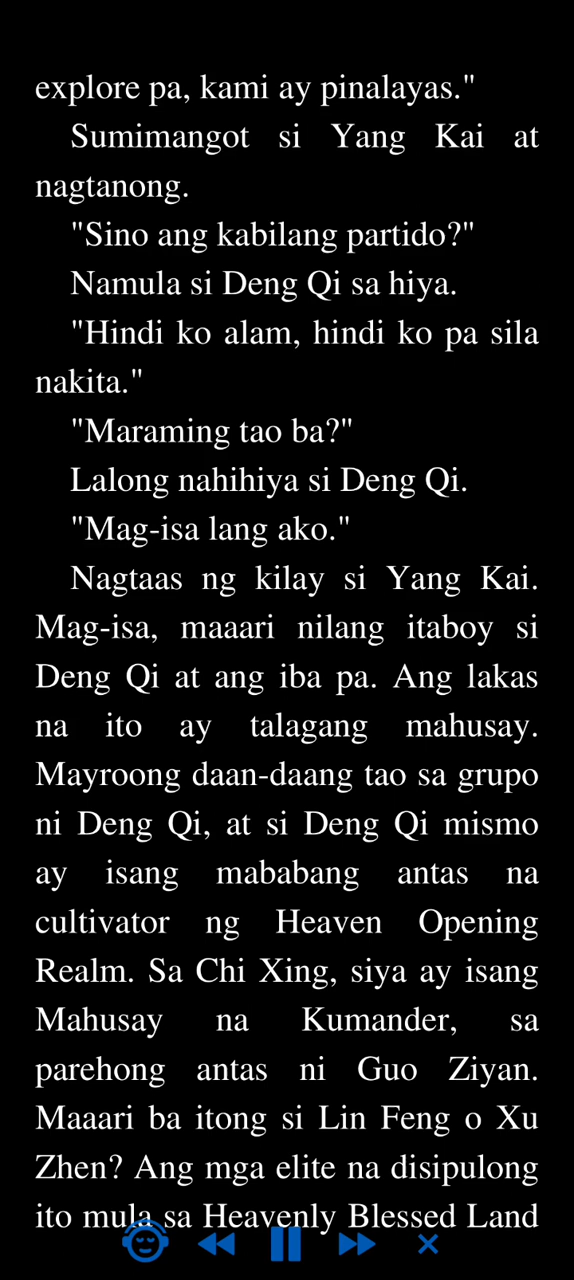 explore pa, kami ay pinalayas."
Sumimangot si Yang Kai at
nagtanong.
"Sino ang kabilang partido?"
Namula si Deng Qi sa hiya.
"Hindi ko alam, hindi ko pa sila
nakita."
"Maraming tao ba?"
Lalong nahihiya si Deng Qi.
"Mag-isa lang ako."
Nagtaas ng kilay si Yang Kai.
Mag-isa, maaari nilang itaboy si
Deng Qi at ang iba pa. Ang lakas
na ito ay talagang mahusay.
Mayroong daan-daang tao sa grupo
ni Deng Qi, at si Deng Qi mismo
ay isang mababang antas na
cultivator ng Heaven Opening
Realm. Sa Chi Xing, siya ay isang
Mahusay na Kumander, sa
parehong antas ni Guo Ziyan.
Maaari ba itong si Lin Feng o Xu
Zhen? Ang mga elite na disipulong
ito mula sa Heavenly Blessed Land